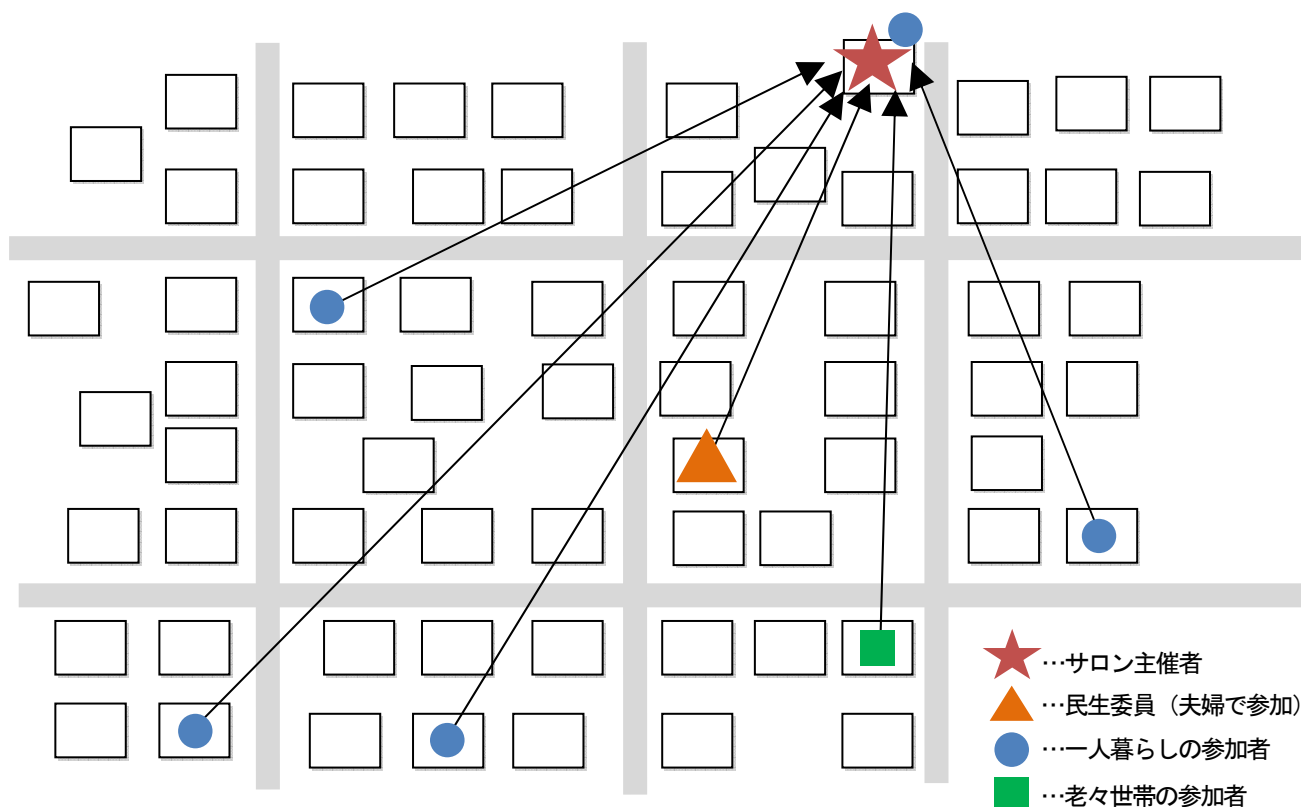 …サロン主催者
…民生委員（夫婦で参加）
…一人暮らしの参加者
…老々世帯の参加者